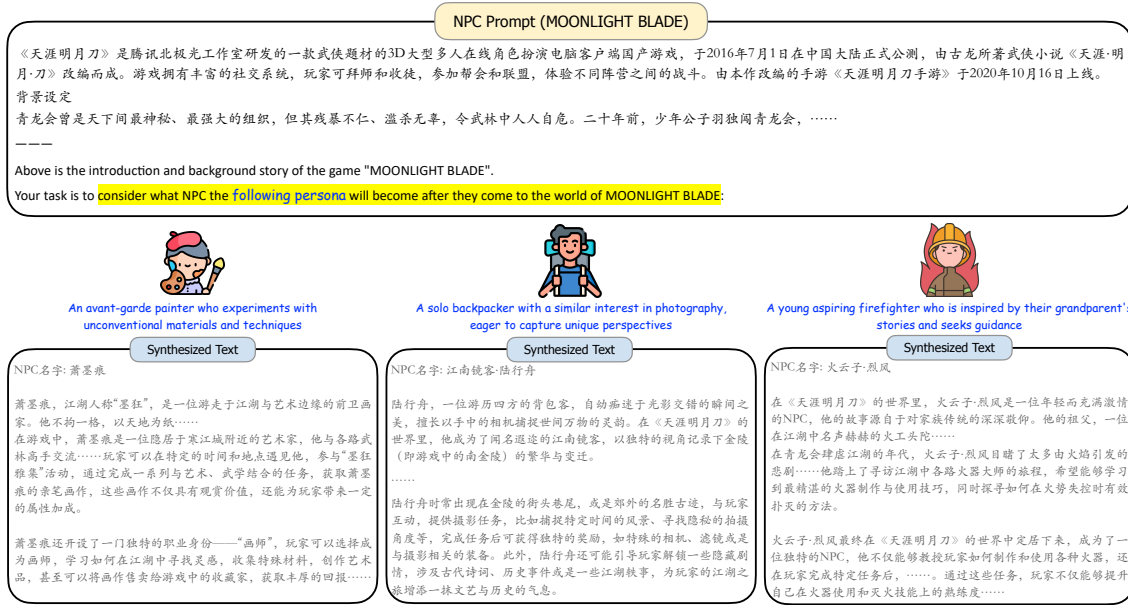 NPC Prompt (MOONLIGHT BLADE)
《天涯明月刀》是腾讯北极光工作室研发的一款武侠题材的3D大型多人在线角色扮演电脑客户端国产游戏，于2016年7月1日在中国大陆正式公测，由古龙所著武侠小说《天涯·明
月·刀》改编而成。游戏拥有丰富的社交系统，玩家可拜师和收徒，参加帮会和联盟，体验不同阵营之间的战斗。由本作改编的手游《天涯明月刀手游》于2020年10月16日上线。
背景设定
青龙会曾是天下间最神秘、最强大的组织，但其残暴不仁、滥杀无辜，令武林中人人自危。二十年前，少年公子羽独闯青龙会，……
———
Above is the introduction and background story of the game "MOONLIGHT BLADE".
Your task is to consider what NPC the following persona will become after they come to the world of MOONLIGHT BLADE:
An avant-garde painter who experiments with
unconventional materials and techniques
Synthesized Text
NPC名字: 萧墨痕
萧墨痕，江湖人称“墨狂”，是一位游走于江湖与艺术边缘的前卫画
家。他不拘一格，以天地为纸……
在游戏中，萧墨痕是一位隐居于寒江城附近的艺术家，他与各路武
林高手交流……玩家可以在特定的时间和地点遇见他，参与“墨狂
雅集”活动，通过完成一系列与艺术、武学结合的任务，获取萧墨
痕的亲笔画作，这些画作不仅具有观赏价值，还能为玩家带来一定
的属性加成。
萧墨痕还开设了一门独特的职业身份——“画师”，玩家可以选择成
为画师，学习如何在江湖中寻找灵感，收集特殊材料，创作艺术
品，甚至可以将画作售卖给游戏中的收藏家，获取丰厚的回报……
A solo backpacker with a similar interest in photography,
eager to capture unique perspectives
Synthesized Text
NPC名字: 江南镜客·陆行舟
陆行舟，一位游历四方的背包客，自动痴迷于光影交错的瞬间之
美，擅长以手中的相机捕捉世间万物的灵韵。在《天涯明月刀》的
世界里，他成为了闻名遐迩的江南镜客，以独特的视角记录下金陵
（即游戏中的南金陵）的繁华与变迁。
……
陆行舟时常出现在金陵的街头巷尾，或是郊外的名胜古迹，与玩家
互动，提供摄影任务，比如捕捉特定时间的风景、寻找隐秘的拍摄
角度等，完成任务后可获得独特的奖励，如特殊的相机、滤镜或是
与摄影相关的装备。此外，陆行舟还可能引导玩家解锁一些隐藏剧
情，涉及古代诗词、历史事件或是一些江湖轶事，为玩家的江湖之
旅增添一抹文艺与历史的气息。
A young aspiring firefighter who is inspired by their grandparent's
stories and seeks guidance
Synthesized Text
NPC名字: 火云子·烈风
在《天涯明月刀》的世界里，火云子·烈风是一位年轻而充满激情
的NPC，他的故事源自于对家族传统的深深敬仰。他的祖父，一位
在江湖中名声赫赫的火工头陀……
在青龙会肆虐江湖的年代，火云子·烈风目睹了太多由火焰引发的
悲剧……他踏上了寻访江湖中各路火器大师的旅程，希望能够学习
到最精湛的火器制作与使用技巧，同时探寻如何在火势失控时有效
扑灭的方法。
火云子·烈风最终在《天涯明月刀》的世界中定居下来，成为了一
位独特的NPC，他不仅能够教授玩家如何制作和使用各种火器，还
在玩家完成特定任务后，……。通过这些任务，玩家不仅能够提升
自己在火器使用和灭火技能上的熟练度……